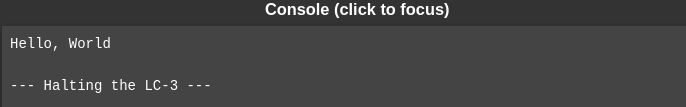 Console (click to focus)
Hello, World
--- Halting the LC-3 ---